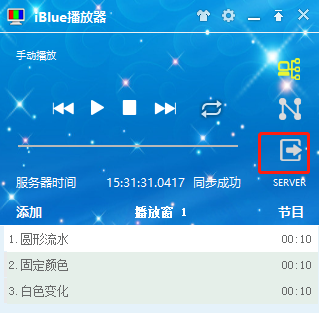 iBlue播放器
手动播放
服务器时间 15:31:31.0417 同步成功
SERVER
添加 播放窗 1 节目
1.圆形流水 00:10
2.固定颜色 00:10
3.白色变化 00:10